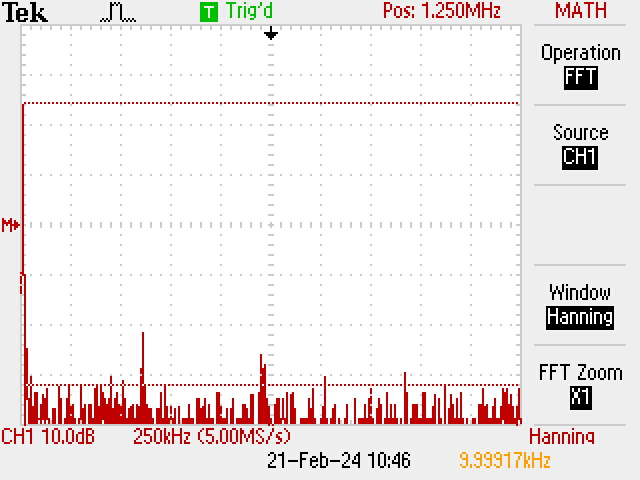 Tek T Trig'd Pos: 1.250MHz MATH
Operation
FFT
Source
CH1
M
Window
Hanning
FFT Zoom
X1
CH1 10.0dB 250kHz (5.00MS/s) Hanning
21-Feb-24 10:46 9.99917kHz